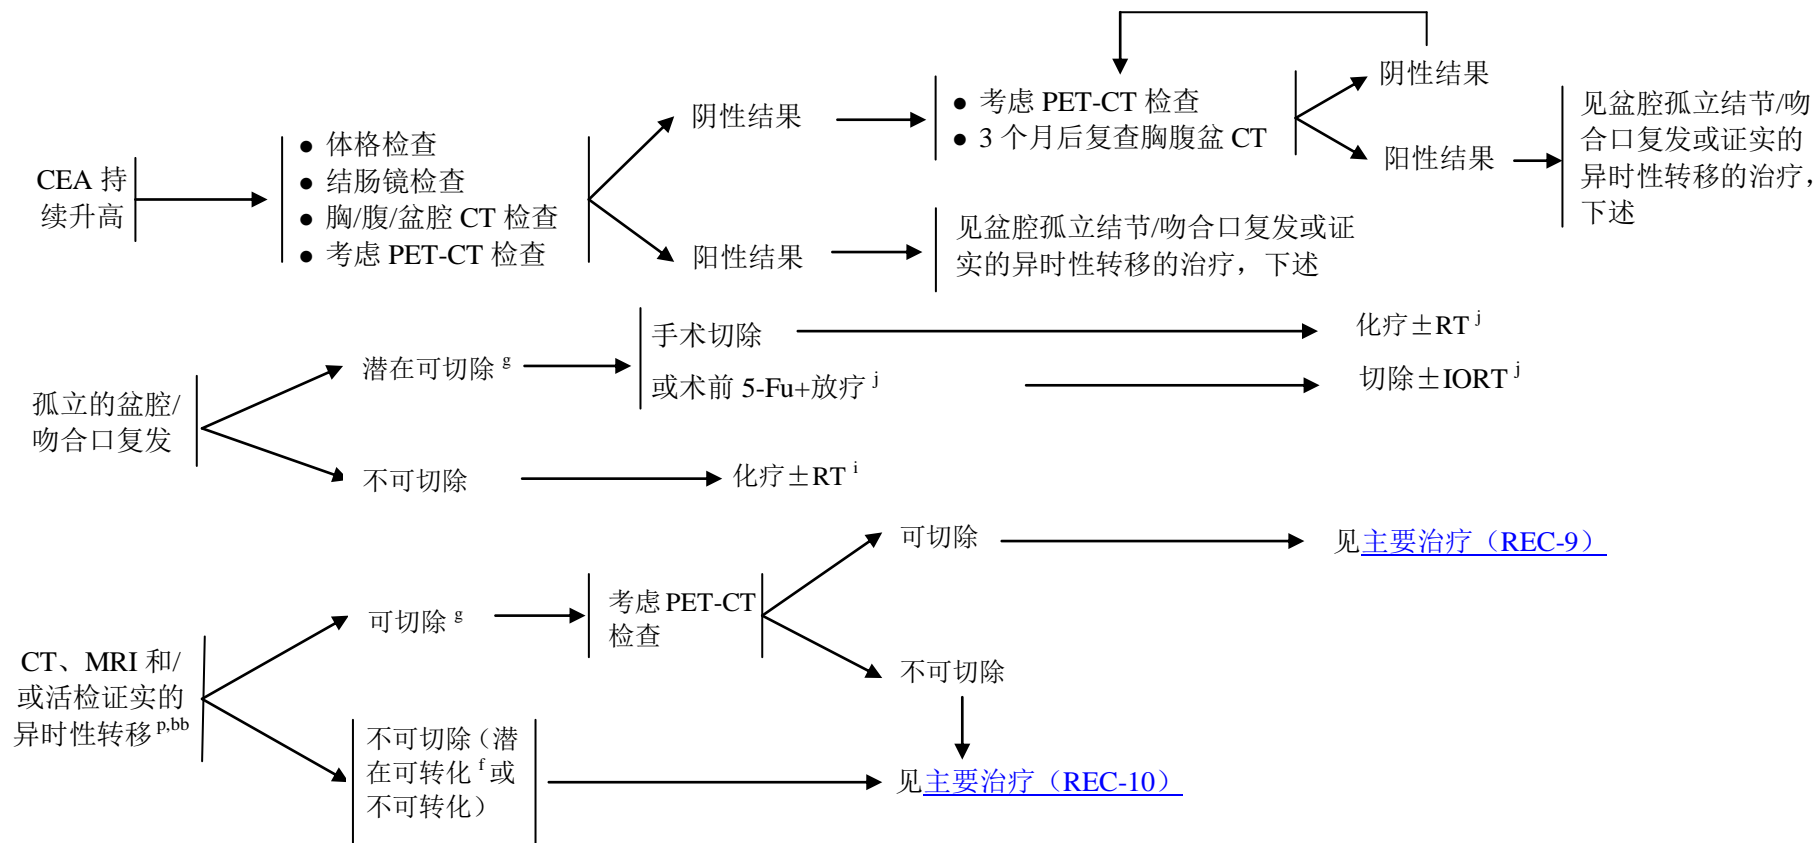 CEA 持
续升高
● 体格检查
● 结肠镜检查
● 胸/腹/盆腔 CT 检查
● 考虑 PET-CT 检查
阴性结果
阳性结果
● 考虑 PET-CT 检查
● 3 个月后复查胸腹盆 CT
阴性结果
阳性结果
见盆腔孤立结节/吻
合口复发或证实的
异时性转移的治疗，
下述
见盆腔孤立结节/吻合口复发或证
实的异时性转移的治疗，下述
孤立的盆腔/
吻合口复发
潜在可切除 g
手术切除
或术前 5-Fu+放疗 j
化疗±RT j
切除±IORT j
不可切除
化疗±RT i
CT、MRI 和/
或活检证实的
异时性转移 p,bb
可切除 g
考虑 PET-CT
检查
可切除
见主要治疗（REC-9）
不可切除
不可切除（潜
在可转化 f 或
不可转化）
见主要治疗（REC-10）